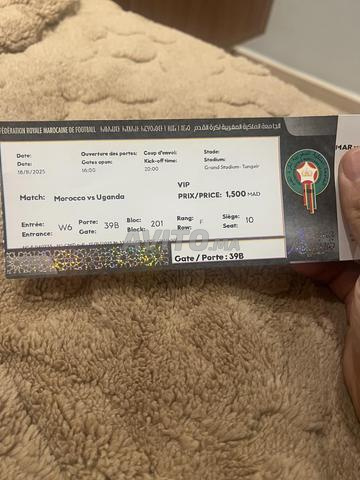 FÉDÉRATION ROYALE MAROCAINE DE FOOTBALL
الجامعة الملكية المغربية لكرة القدم
Date:
Date:
18/11/2025
Ouverture des portes:
Gates open:
16:00
Coup d'envoi:
Kick-off time:
20:00
Stade:
Stadium:
Grand Stadium- Tangier
Match: Morocco vs Uganda
VIP
PRIX/PRICE: 1,500 MAD
Entrée:
Entrance: W6
Porte:
Gate: 39B
Bloc:
Block: 201
Rang:
Row: F
Siège:
Seat: 10
AVITO.MA
Gate / Porte : 39B